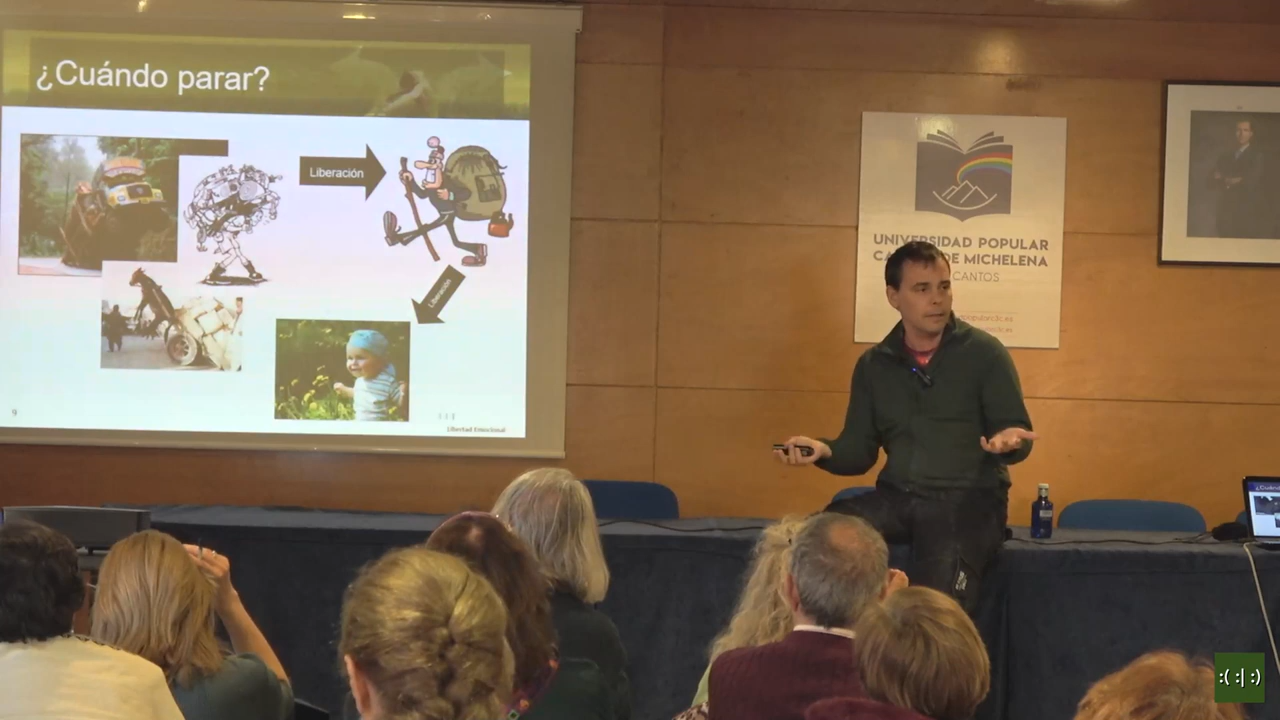 ¿Cuándo parar?
Liberación
Liberación
9
Libertad Emocional
UNIVERSIDAD POPULAR
DE MICHELENA
CANTOS
:( :| :)